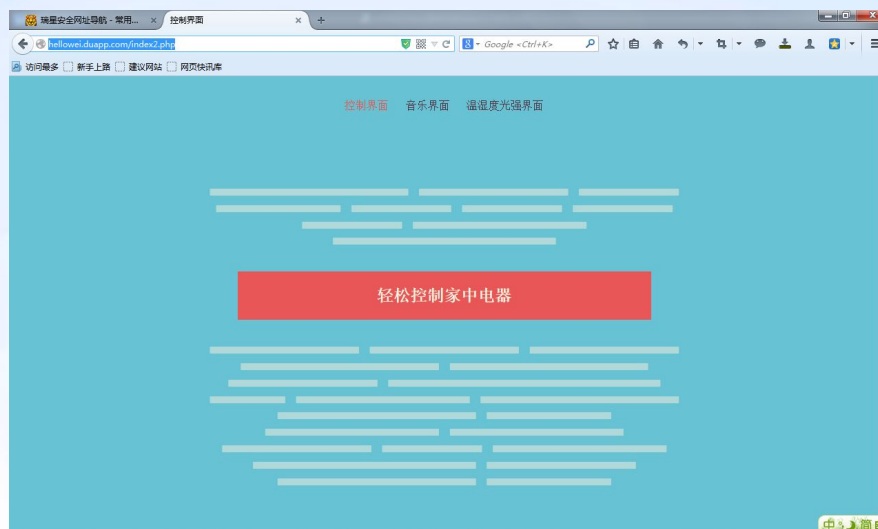 瑞星安全网址导航 - 常用... × 控制界面 × +
hellowei.duapp.com/index2.php 8 - Google <Ctrl+K>
访问最多 新手上路 建议网站 网页快讯库
控制界面 音乐界面 温湿度光强界面
轻松控制家中电器
中 简